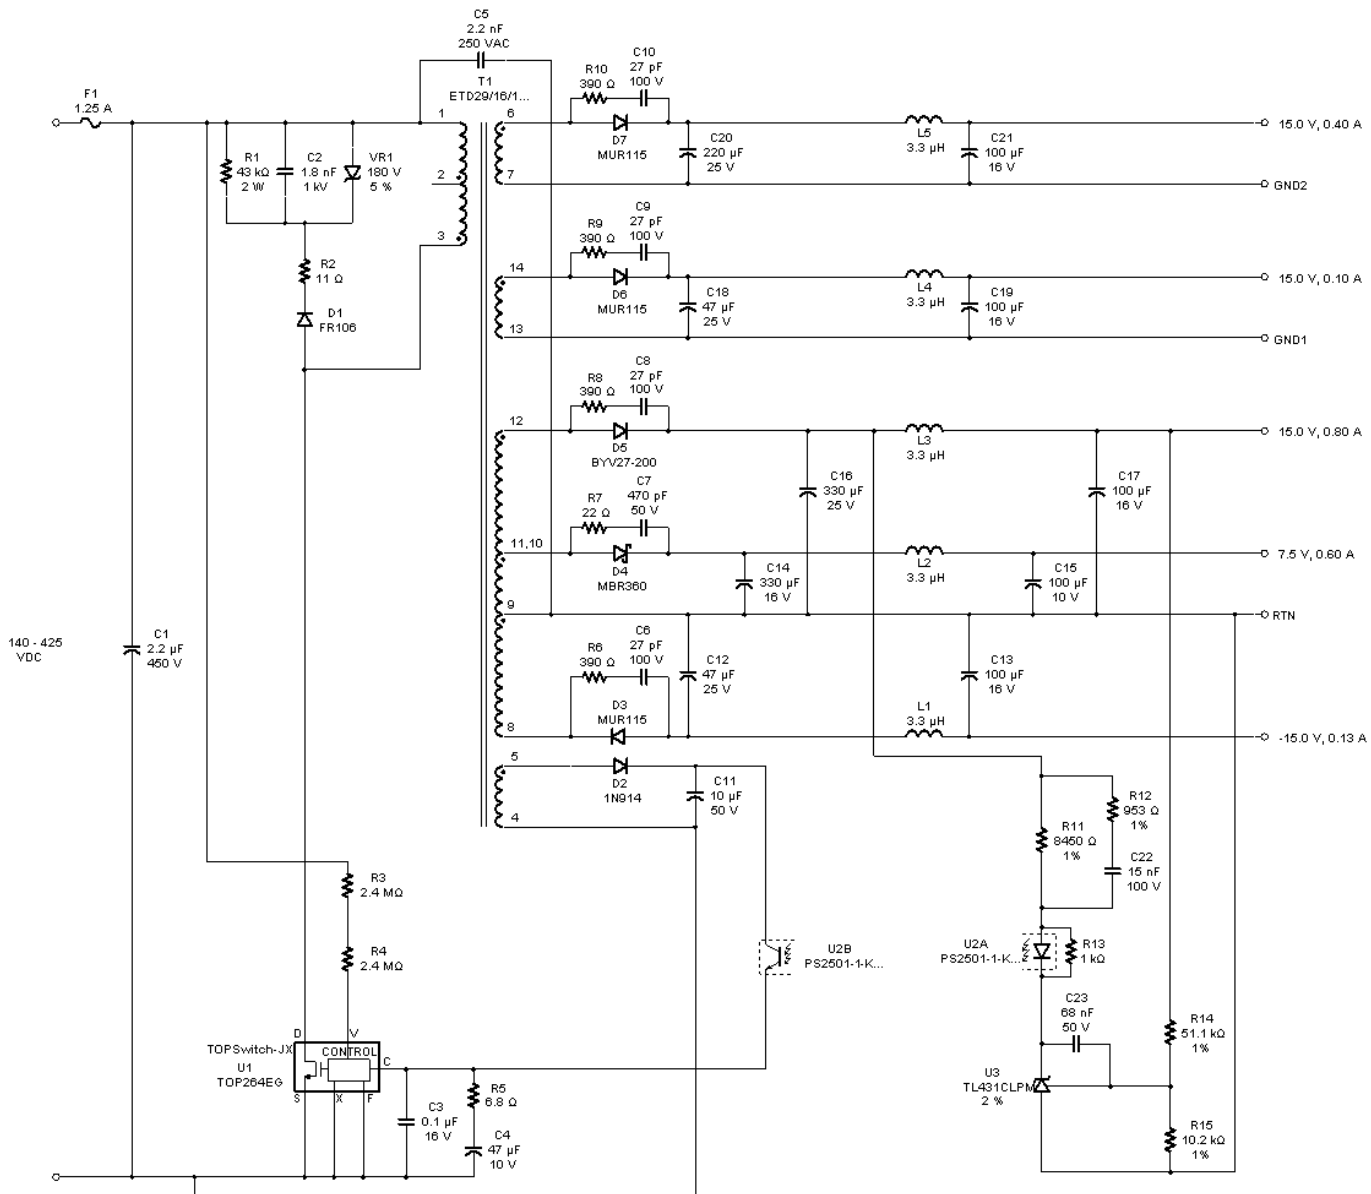 C5
2.2 nF
250 VAC
T1
ETD29/16/1...
F1
1.25 A
1
2
3
R1
43 kΩ
2 W
C2
1.8 nF
1 kV
VR1
180 V
5 %
R2
11 Ω
D1
FR106
R10
390 Ω
C10
27 pF
100 V
6
D7
MUR115
7
C20
220 µF
25 V
L5
3.3 µH
C21
100 µF
16 V
15.0 V, 0.40 A
GND2
R9
390 Ω
C9
27 pF
100 V
14
D6
MUR115
13
C18
47 µF
25 V
L4
3.3 µH
C19
100 µF
16 V
15.0 V, 0.10 A
GND1
R8
390 Ω
C8
27 pF
100 V
12
D5
BYV27-200
C16
330 µF
25 V
L3
3.3 µH
C17
100 µF
16 V
15.0 V, 0.80 A
R7
22 Ω
C7
470 pF
50 V
11,10
D4
MBR360
C14
330 µF
16 V
L2
3.3 µH
C15
100 µF
10 V
7.5 V, 0.60 A
9
RTN
R6
390 Ω
C6
27 pF
100 V
C12
47 µF
25 V
C13
100 µF
16 V
D3
MUR115
8
L1
3.3 µH
-15.0 V, 0.13 A
5
D2
1N914
4
C11
10 µF
50 V
140 - 425
VDC
C1
2.2 µF
450 V
R3
2.4 MΩ
R4
2.4 MΩ
R11
8450 Ω
1%
R12
953 Ω
1%
C22
15 nF
100 V
U2B
PS2501-1-K...
U2A
PS2501-1-K...
R13
1 kΩ
C23
68 nF
50 V
R14
51.1 kΩ
1%
U3
TL431CLPM
2 %
R15
10.2 kΩ
1%
TOPSwitch-JX
U1
TOP264EG
D
V
CONTROL
C
S
X
F
C3
0.1 µF
16 V
R5
6.8 Ω
C4
47 µF
10 V